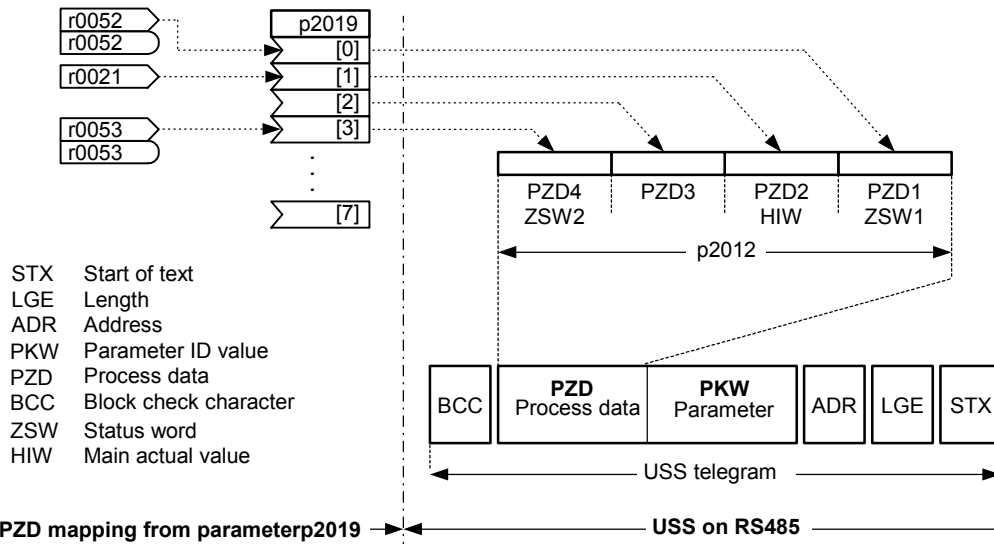 r0052
r0052
p2019
[0]
r0021
[1]
[2]
r0053
[3]
r0053
[7]
PZD4
ZSW2
PZD3
PZD2
HIW
PZD1
ZSW1
p2012
STX Start of text
LGE Length
ADR Address
PKW Parameter ID value
PZD Process data
BCC Block check character
ZSW Status word
HIW Main actual value
BCC
PZD
Process data
PKW
Parameter
ADR
LGE
STX
USS telegram
PZD mapping from parameterp2019
USS on RS485